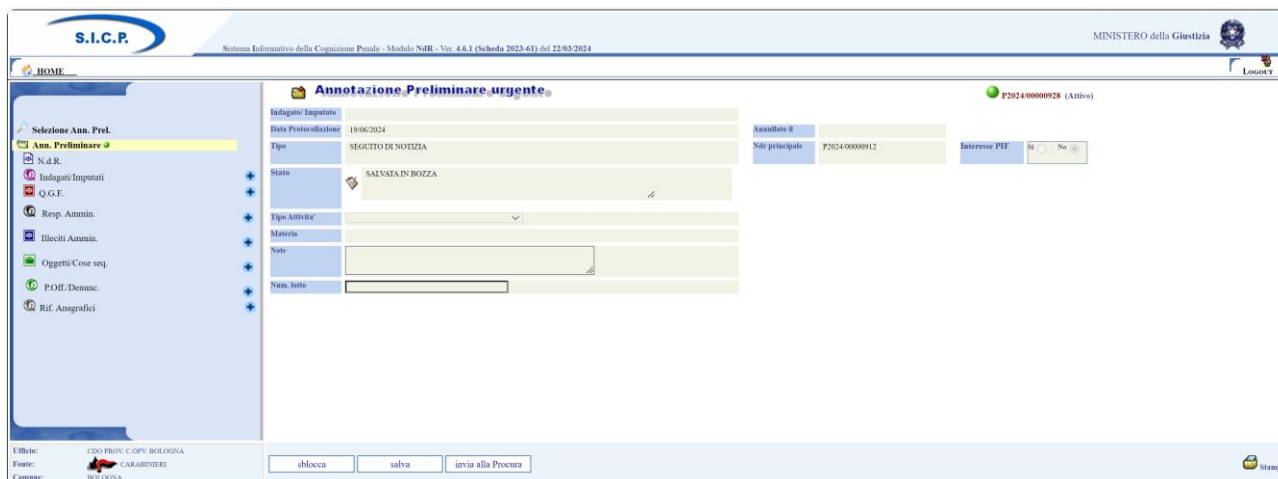 S.I.C.P.
Sistema Informativo della Cognizione Penale - Modulo NdR - Ver. 4.6.1 (Scheda 2023-61) del 22/03/2024
MINISTERO della Giustizia
HOME
LOGOUT
Annotazione Preliminare urgente
P2024/00000928 (Attivo)
Selezione Ann. Prel.
Ann. Preliminare
N.d.R.
Indagati/Imputati
Q.G.F.
Resp. Ammin.
Illeciti Ammin.
Oggetti/Cose seq.
P.Off./Denunc.
Rif. Anagrafici
Indagato/ Imputato
Data Protocollazione 19/06/2024 Annullato il
Tipo SEGUITO DI NOTIZIA Ndr principale P2024/00000912 Interesse PIF Si No
Stato SALVATA IN BOZZA
Tipo Attivita'
Materia
Note
Num. lotto
Ufficio: CDO PROV. C.OPV. BOLOGNA
Fonte: CARABINIERI
Comune: BOLOGNA
sblocca salva invia alla Procura
Stam